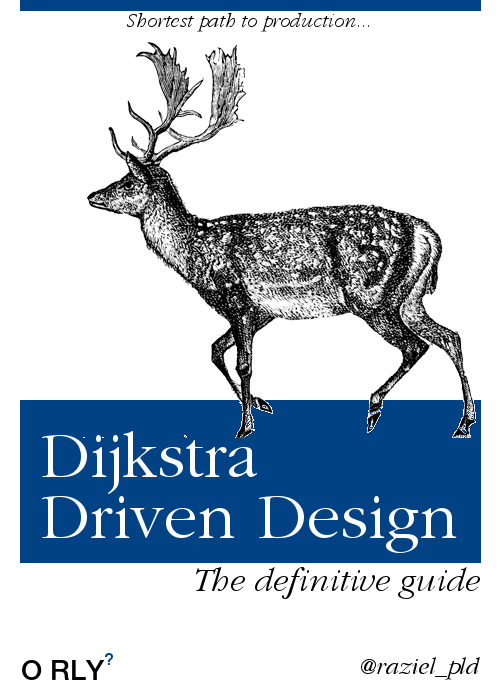 Shortest path to production...
Dijkstra
Driven Design
The definitive guide
O RLY?
@raziel_pld